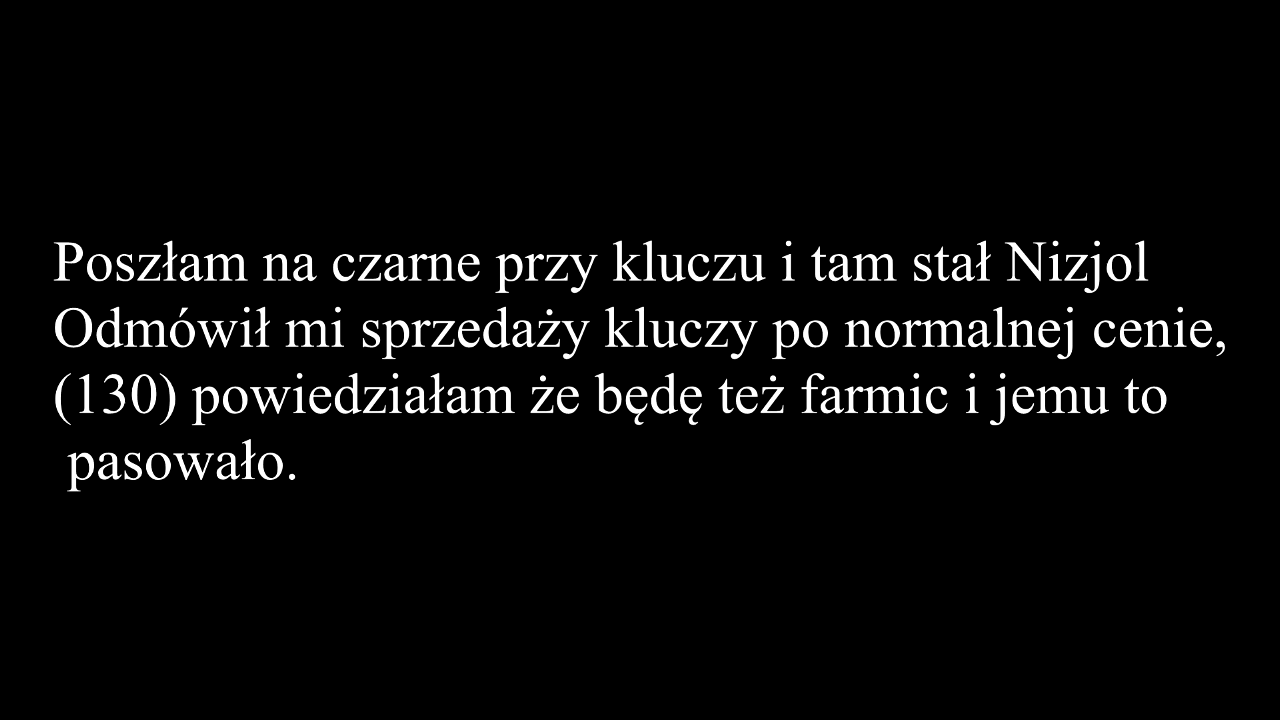 Poszłam na czarne przy kluczu i tam stał Nizjol
Odmówił mi sprzedaży kluczy po normalnej cenie,
(130) powiedziałam że będę też farmic i jemu to
pasowało.